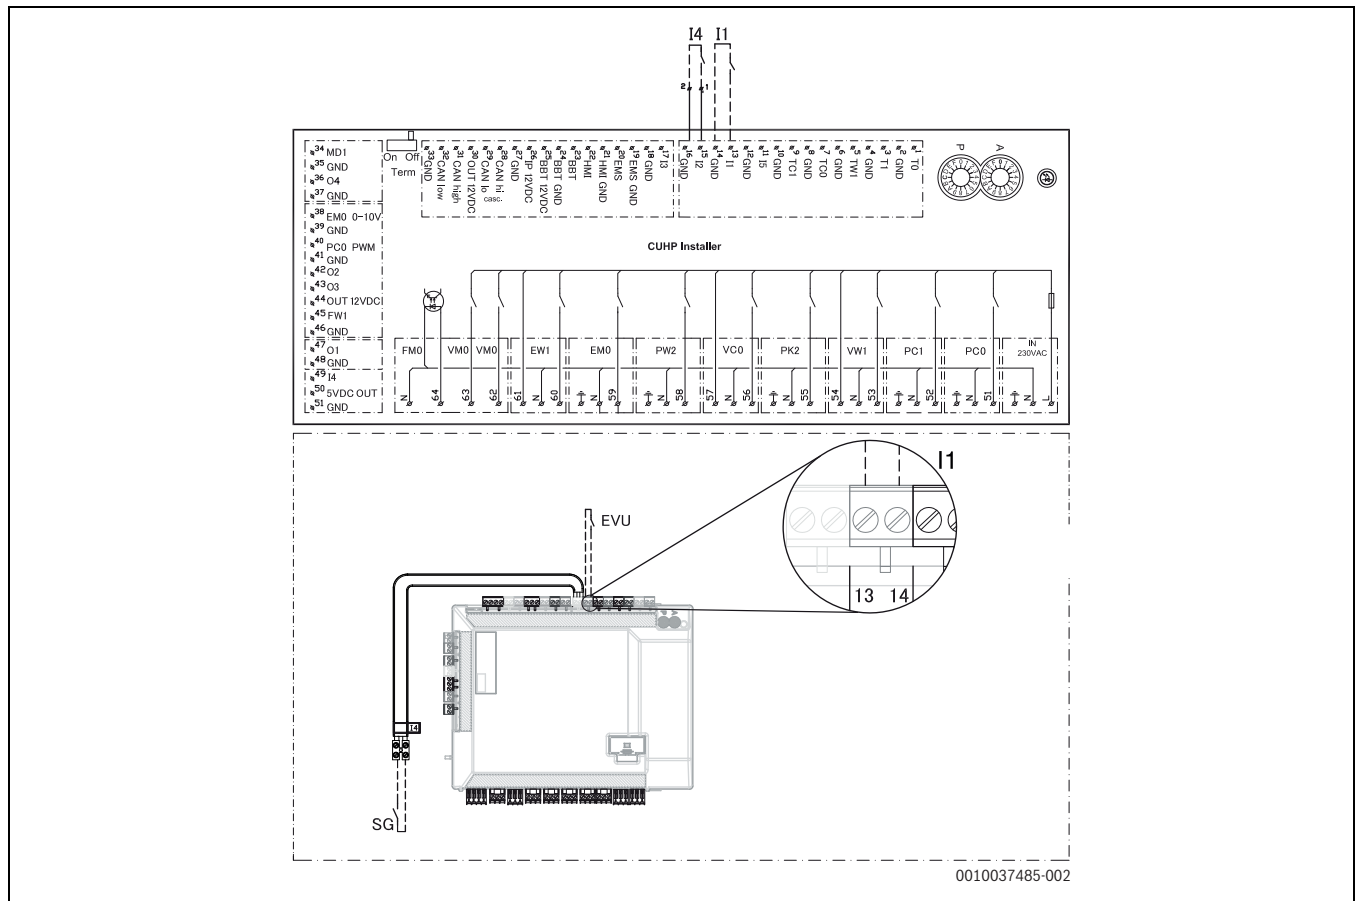 I4 I1
2 1
34 MD1
35 GND
36 O4
37 GND
38 EM0 0-10V
39 GND
40 PC0 PWM
41 GND
42 O2
43 O3
44 OUT 12VDC
45 FW1
46 GND
47 O1
48 GND
49 I4
50 5VDC OUT
51 GND
On Off
Term
33 GND
32 CAN low
31 CAN high
30 OUT 12VDC
29 CAN lo
28 CAN hi
casc.
27 GND
26 IP 12VDC
25 BBT 12VDC
24 BBT GND
23 BBT
22 HMI
21 HMI GND
20 EMS
19 EMS GND
18 GND
17 I3
16 GND
15 I2
14 GND
13 I1
12 GND
11 I5
10 GND
9 TC1
8 GND
7 TC0
6 GND
5 TW1
4 GND
3 T1
2 GND
1 T0
P A
CUHP Installer
FM0 VM0 VM0 EW1 EM0 PW2 VC0 PK2 VW1 PC1 PC0 IN
230VAC
N 64 63 62 61 N 60 N 59 N 58 57 N 56 N 55 54 N 53 N 52 N 51 N L
I1
13 14
EVU
P A
I4
SG
0010037485-002